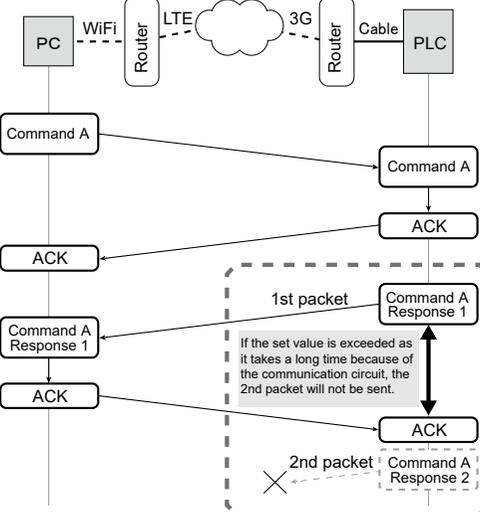 PC
WiFi
Router
LTE
3G
Router
Cable
PLC
Command A
Command A
ACK
ACK
1st packet
Command A
Response 1
Command A
Response 1
If the set value is exceeded as
it takes a long time because of
the communication circuit, the
2nd packet will not be sent.
ACK
ACK
2nd packet
Command A
Response 2